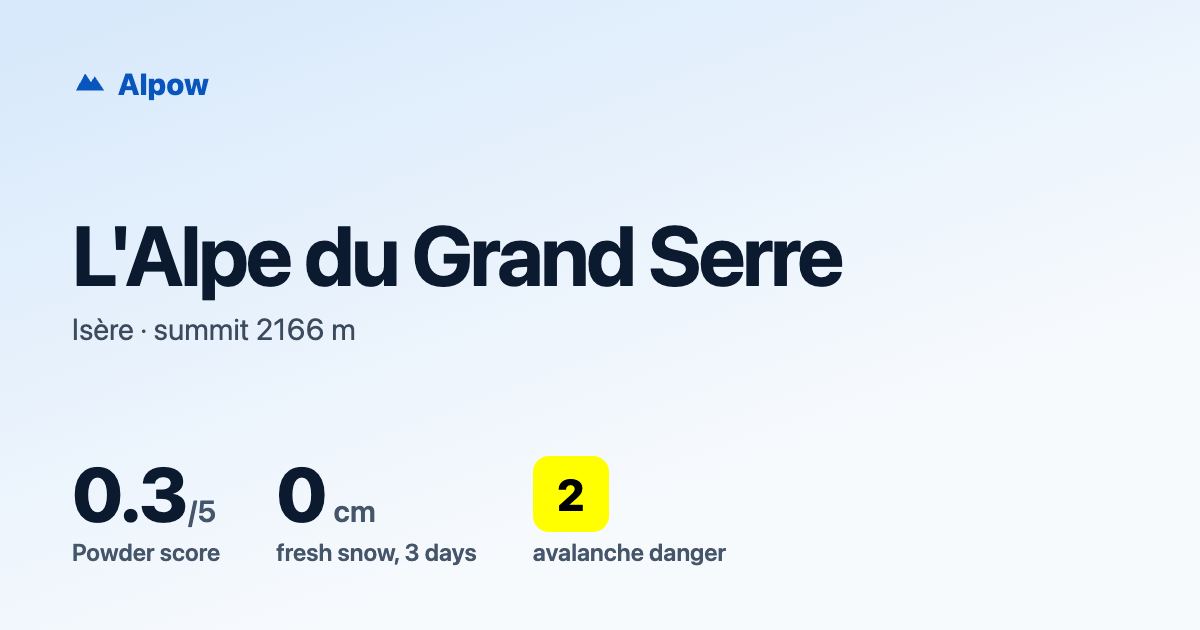 Alpow
L'Alpe du Grand Serre
Isère · summit 2166 m
0.3/5
Powder score
0 cm
fresh snow, 3 days
2
avalanche danger